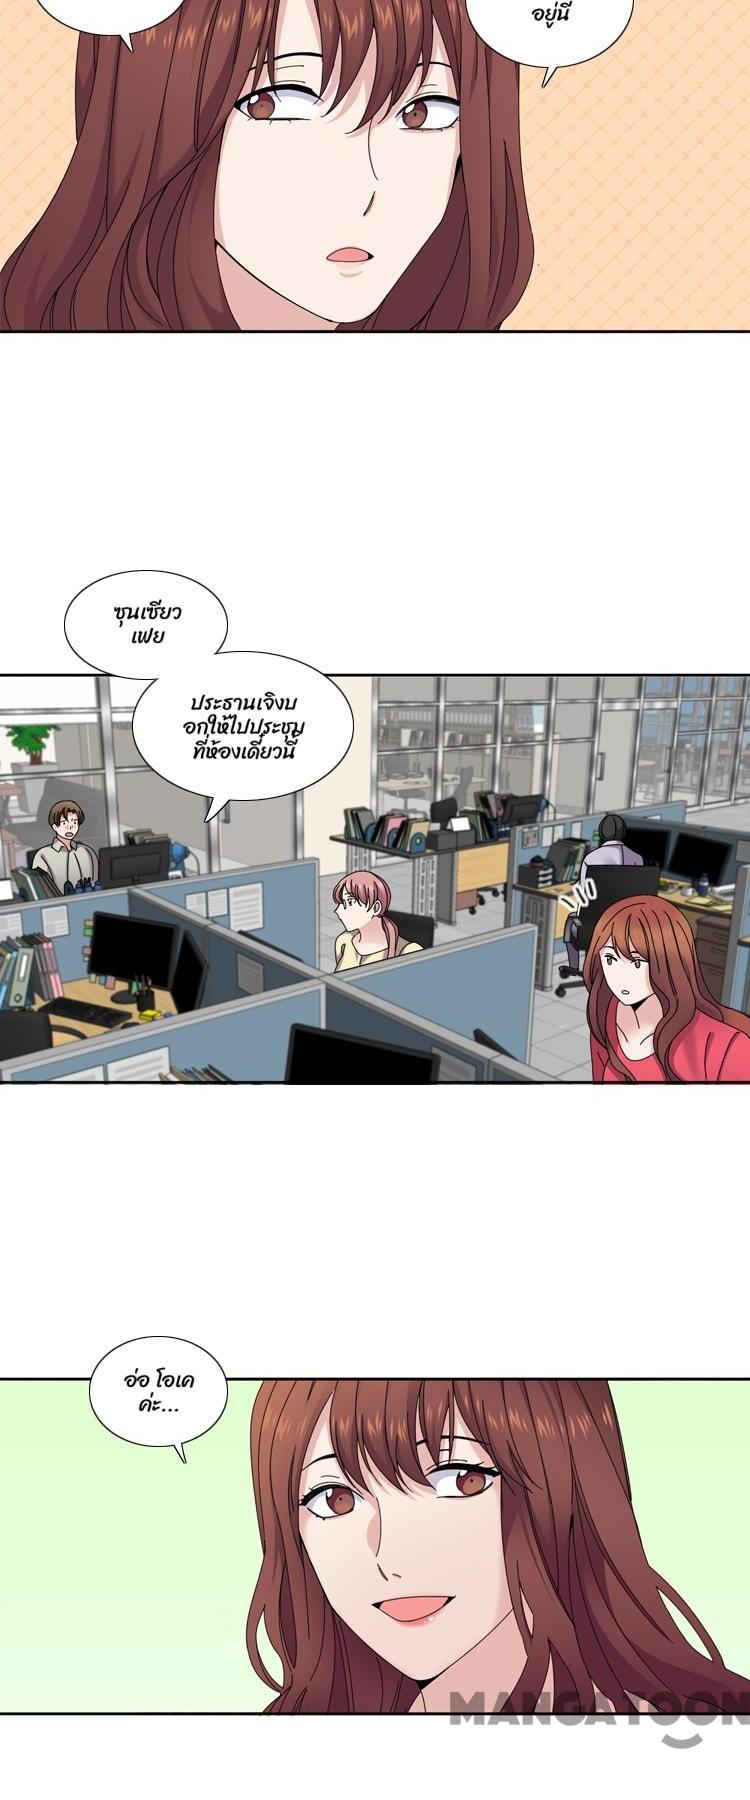 อยู่นี่
ซุนเซียว
เฟย
ประธานเจิงบ
อกให้ไปประชุม
ที่ห้องเดี๋ยวนี้
อ่อ โอเค
ค่ะ...
MANGATOON